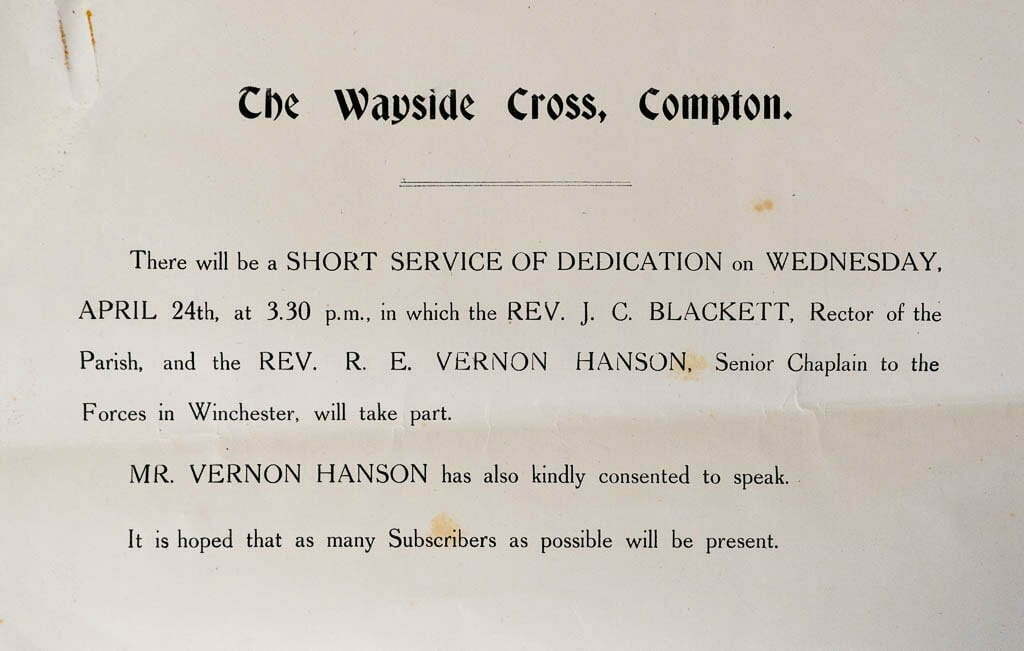 The Wayside Cross, Compton.
There will be a SHORT SERVICE OF DEDICATION on WEDNESDAY,
APRIL 24th, at 3.30 p.m., in which the REV. J. C. BLACKETT, Rector of the
Parish, and the REV. R. E. VERNON HANSON, Senior Chaplain to the
Forces in Winchester, will take part.
MR. VERNON HANSON has also kindly consented to speak.
It is hoped that as many Subscribers as possible will be present.